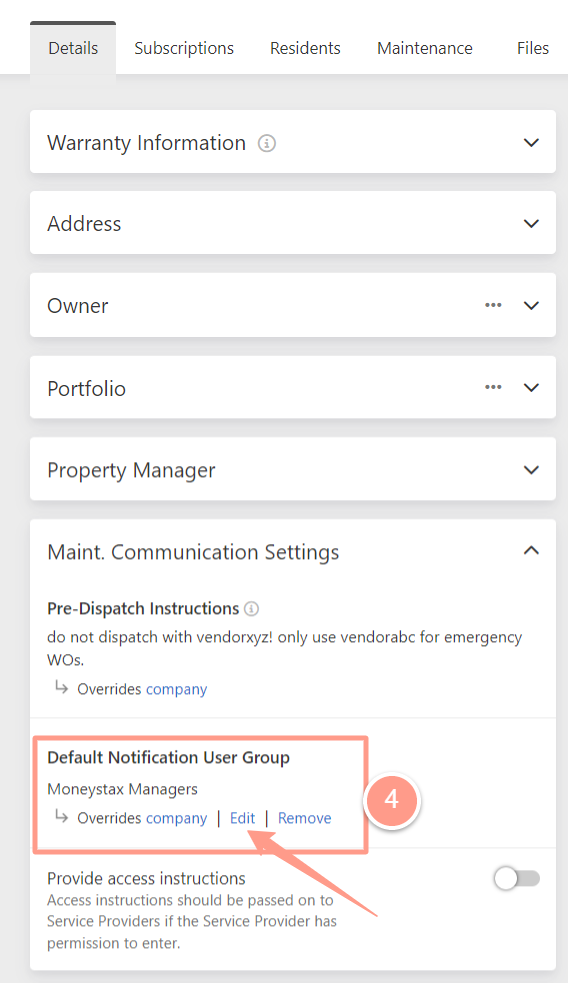 Details Subscriptions Residents Maintenance Files
Warranty Information
Address
Owner
Portfolio
Property Manager
Maint. Communication Settings
Pre-Dispatch Instructions
do not dispatch with vendorxyz! only use vendorabc for emergency
WOs.
Overrides company
Default Notification User Group
Moneystax Managers
Overrides company | Edit | Remove
4
Provide access instructions
Access instructions should be passed on to
Service Providers if the Service Provider has
permission to enter.